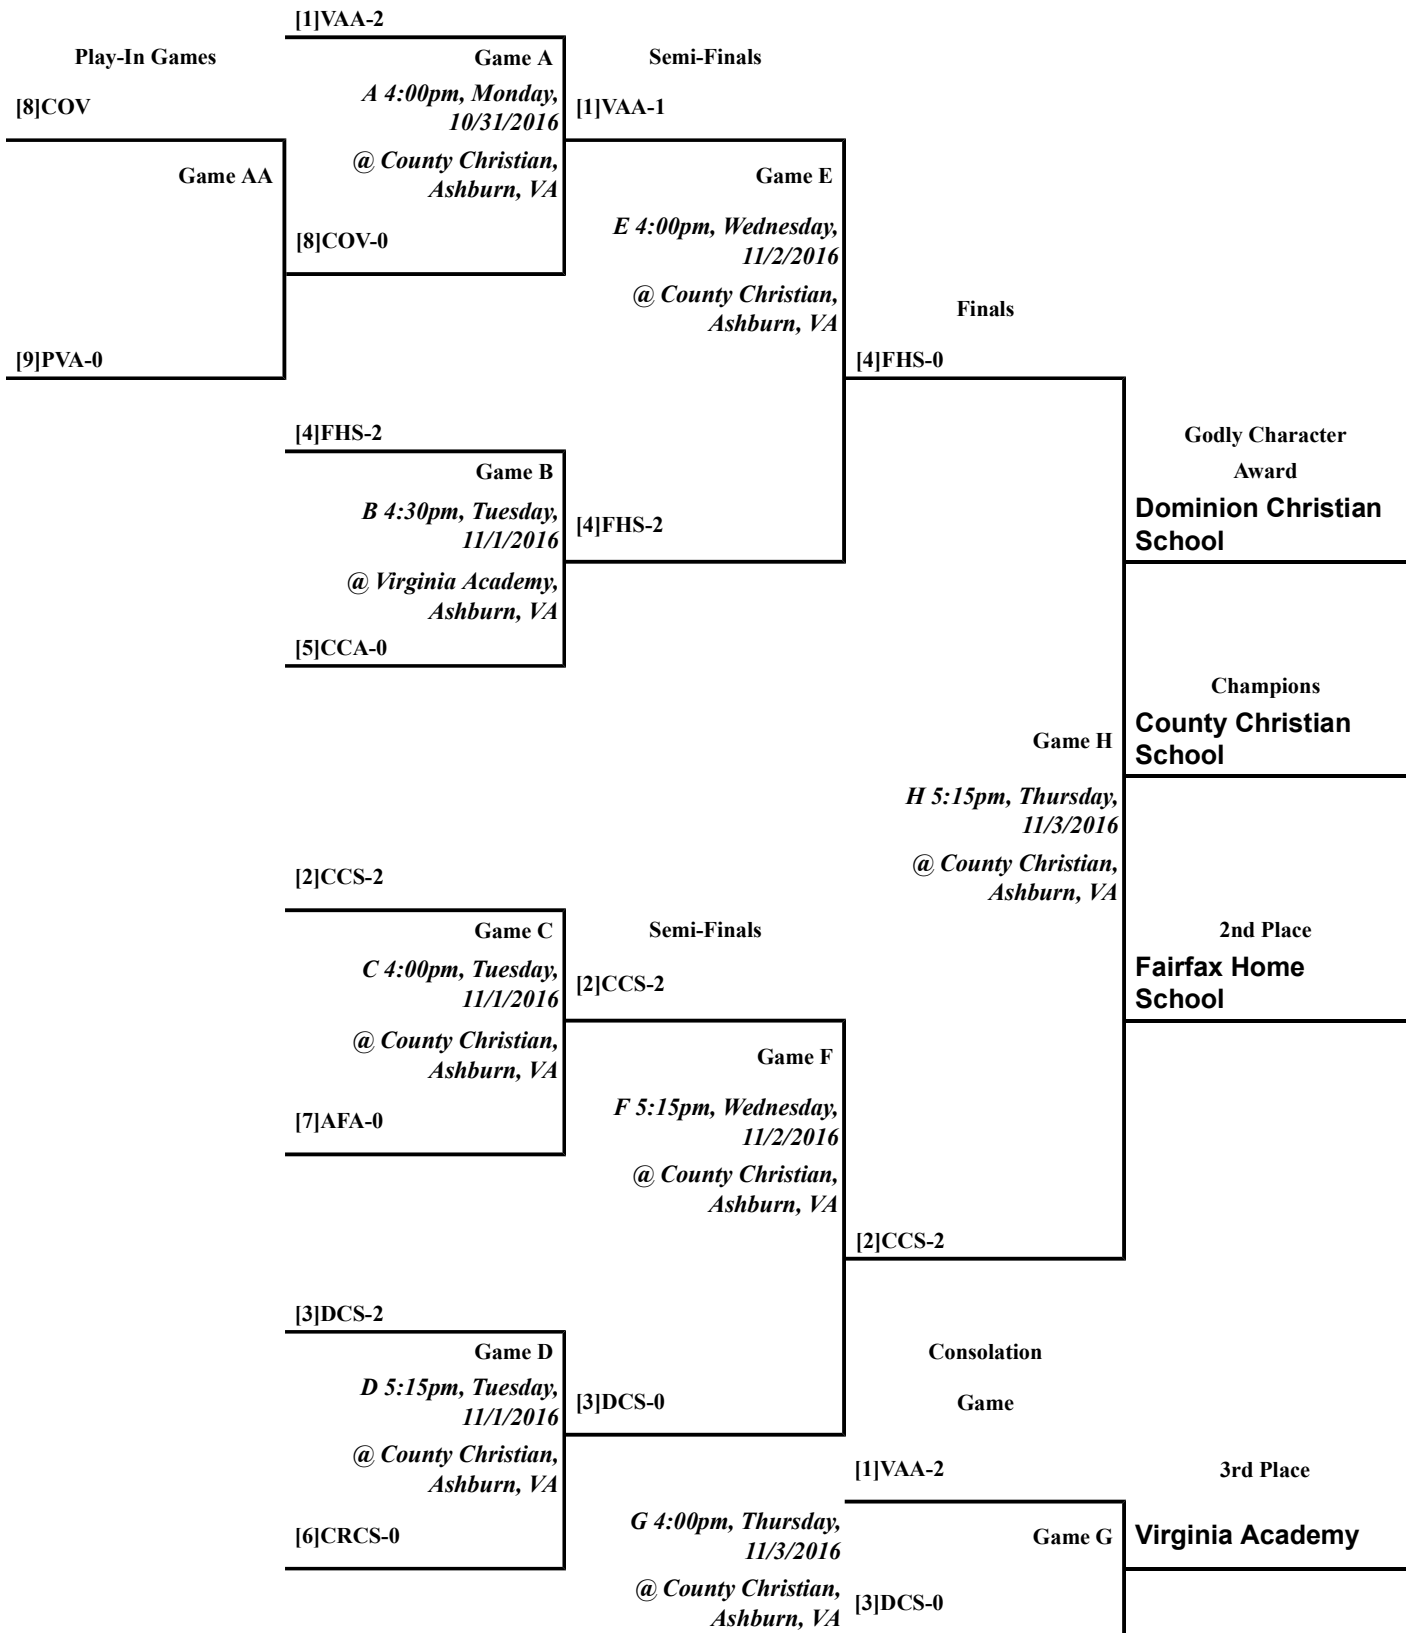 [1]VAA-2
Play-In Games
Game A
Semi-Finals
[8]COV
A 4:00pm, Monday,
10/31/2016
[1]VAA-1
@ County Christian,
Ashburn, VA
Game AA
Game E
[8]COV-0
E 4:00pm, Wednesday,
11/2/2016
@ County Christian,
Ashburn, VA
Finals
[9]PVA-0
[4]FHS-0
[4]FHS-2
Godly Character
Award
Game B
B 4:30pm, Tuesday,
11/1/2016
[4]FHS-2
Dominion Christian
School
@ Virginia Academy,
Ashburn, VA
[5]CCA-0
Champions
County Christian
School
Game H
H 5:15pm, Thursday,
11/3/2016
@ County Christian,
Ashburn, VA
[2]CCS-2
Game C
Semi-Finals
2nd Place
C 4:00pm, Tuesday,
11/1/2016
[2]CCS-2
Fairfax Home
School
@ County Christian,
Ashburn, VA
Game F
[7]AFA-0
F 5:15pm, Wednesday,
11/2/2016
@ County Christian,
Ashburn, VA
[2]CCS-2
[3]DCS-2
Game D
Consolation
Game
D 5:15pm, Tuesday,
11/1/2016
[3]DCS-0
@ County Christian,
Ashburn, VA
[1]VAA-2
3rd Place
[6]CRCS-0
G 4:00pm, Thursday,
11/3/2016
Game G
Virginia Academy
@ County Christian,
Ashburn, VA
[3]DCS-0